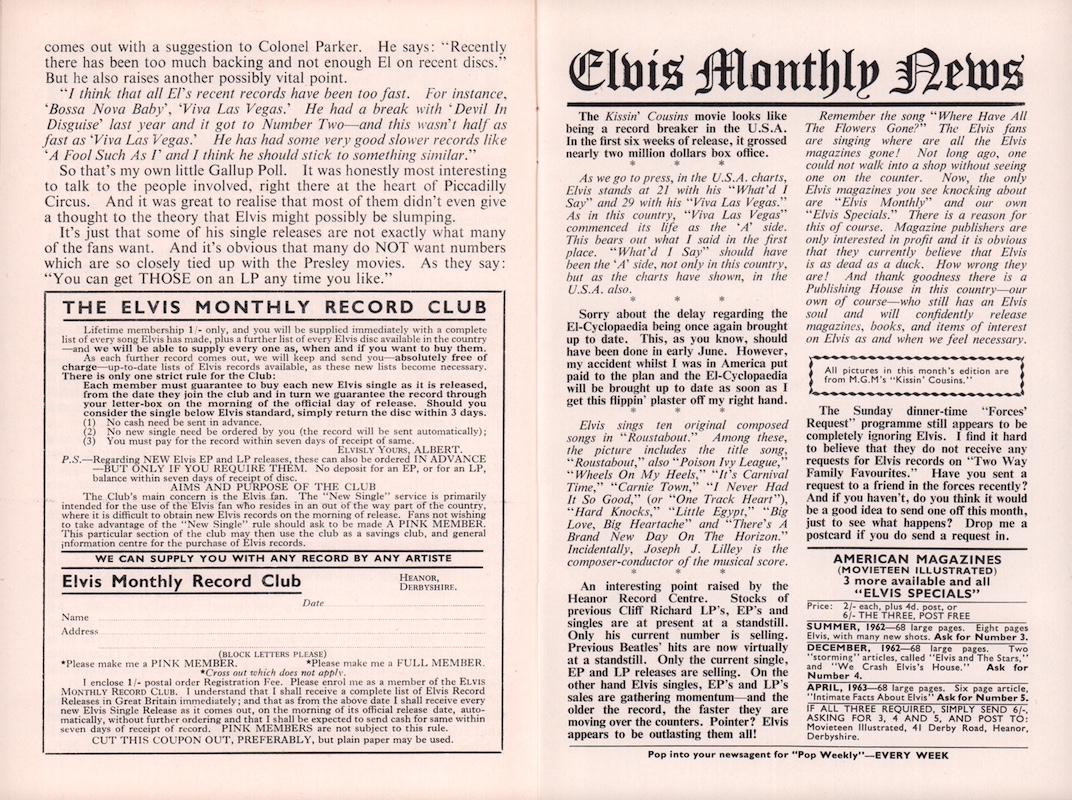 comes out with a suggestion to Colonel Parker. He says: “Recently
there has been too much backing and not enough El on recent discs.”
But he also raises another possibly vital point.
“I think that all El's recent records have been too fast. For instance,
‘Bossa Nova Baby’, ‘Viva Las Vegas.’ He had a break with ‘Devil In
Disguise’ last year and it got to Number Two—and this wasn't half as
fast as ‘Viva Las Vegas.’ He has had some very good slower records like
‘A Fool Such As I’ and I think he should stick to something similar.”
So that's my own little Gallup Poll. It was honestly most interesting
to talk to the people involved, right there at the heart of Piccadilly
Circus. And it was great to realise that most of them didn't even give
a thought to the theory that Elvis might possibly be slumping.
It's just that some of his single releases are not exactly what many
of the fans want. And it's obvious that many do NOT want numbers
which are so closely tied up with the Presley movies. As they say:
“You can get THOSE on an LP any time you like.”
THE ELVIS MONTHLY RECORD CLUB
Lifetime membership 1/- only, and you will be supplied immediately with a complete
list of every song Elvis has made, plus a further list of every Elvis disc available in the country
—and we will be able to supply every one as, when and if you want to buy them.
As each further record comes out, we will keep and send you—absolutely free of
charge—up-to-date lists of Elvis records available, as these new lists become necessary.
There is only one strict rule for the Club:
Each member must guarantee to buy each new Elvis single as it is released,
from the date they join the club and in turn we guarantee the record through
your letter-box on the morning of the official day of release. Should you
consider the single below Elvis standard, simply return the disc within 3 days.
(1) No cash need be sent in advance.
(2) No new single need be ordered by you (the record will be sent automatically);
(3) You must pay for the record within seven days of receipt of same.
ELVISLY YOURS, ALBERT.
P.S.—Regarding NEW Elvis EP and LP releases, these can also be ordered IN ADVANCE
—BUT ONLY IF YOU REQUIRE THEM. No deposit for an EP, or for an LP,
balance within seven days of receipt of disc.
AIMS AND PURPOSE OF THE CLUB
The Club's main concern is the Elvis fan. The “New Single” service is primarily
intended for the use of the Elvis fan who resides in an out of the way part of the country,
where it is difficult to obtain new Elvis records on the morning of release. Fans not wishing
to take advantage of the “New Single” rule should ask to be made A PINK MEMBER.
This particular section of the club may then use the club as a savings club, and general
information centre for the purchase of Elvis records.
WE CAN SUPPLY YOU WITH ANY RECORD BY ANY ARTISTE
Elvis Monthly Record Club
HEANOR,
DERBYSHIRE.
Date
Name
Address
(BLOCK LETTERS PLEASE)
*Please make me a PINK MEMBER. *Please make me a FULL MEMBER.
*Cross out which does not apply.
I enclose 1/- postal order Registration Fee. Please enrol me as a member of the ELVIS
MONTHLY RECORD CLUB. I understand that I shall receive a complete list of Elvis Record
Releases in Great Britain immediately; and that as from the above date I shall receive every
new Elvis Single Release as it comes out, on the morning of its official release date, auto-
matically, without further ordering and that I shall be expected to send cash for same within
seven days of receipt of record. PINK MEMBERS are not subject to this rule.
CUT THIS COUPON OUT, PREFERABLY, but plain paper may be used.
Elvis Monthly News
The Kissin' Cousins movie looks like
being a record breaker in the U.S.A.
In the first six weeks of release, it grossed
nearly two million dollars box office.
* * *
As we go to press, in the U.S.A. charts,
Elvis stands at 21 with his “What'd I
Say” and 29 with his “Viva Las Vegas.”
As in this country, “Viva Las Vegas”
commenced its life as the ‘A’ side.
This bears out what I said in the first
place. “What'd I Say” should have
been the ‘A’ side, not only in this country,
but as the charts have shown, in the
U.S.A. also.
* * *
Sorry about the delay regarding the
El-Cyclopaedia being once again brought
up to date. This, as you know, should
have been done in early June. However,
my accident whilst I was in America put
paid to the plan and the El-Cyclopaedia
will be brought up to date as soon as I
get this flippin' plaster off my right hand.
* * *
Elvis sings ten original composed
songs in “Roustabout.” Among these,
the picture includes the title song,
“Roustabout,” also “Poison Ivy League,”
“Wheels On My Heels,” “It's Carnival
Time,” “Carnie Town,” “I Never Had
It So Good,” (or “One Track Heart”),
“Hard Knocks,” “Little Egypt,” “Big
Love, Big Heartache” and “There's A
Brand New Day On The Horizon.”
Incidentally, Joseph J. Lilley is the
composer-conductor of the musical score.
* * *
An interesting point raised by the
Heanor Record Centre. Stocks of
previous Cliff Richard LP's, EP's and
singles are at present at a standstill.
Only his current number is selling.
Previous Beatles' hits are now virtually
at a standstill. Only the current single,
EP and LP releases are selling. On the
other hand Elvis singles, EP's and LP's
sales are gathering momentum—and the
older the record, the faster they are
moving over the counters. Pointer? Elvis
appears to be outlasting them all!
Remember the song “Where Have All
The Flowers Gone?” The Elvis fans
are singing where are all the Elvis
magazines gone! Not long ago, one
could not walk into a shop without seeing
one on the counter. Now, the only
Elvis magazines you see knocking about
are “Elvis Monthly” and our own
“Elvis Specials.” There is a reason for
this of course. Magazine publishers are
only interested in profit and it is obvious
that they currently believe that Elvis
is as dead as a duck. How wrong they
are! And thank goodness there is a
Publishing House in this country—our
own of course—who still has an Elvis
soul and will confidently release
magazines, books, and items of interest
on Elvis as and when we feel necessary.
All pictures in this month's edition are
from M.G.M's “Kissin' Cousins.”
The Sunday dinner-time “Forces'
Request” programme still appears to be
completely ignoring Elvis. I find it hard
to believe that they do not receive any
requests for Elvis records on “Two Way
Family Favourites.” Have you sent a
request to a friend in the forces recently?
And if you haven't, do you think it would
be a good idea to send one off this month,
just to see what happens? Drop me a
postcard if you do send a request in.
AMERICAN MAGAZINES
(MOVIETEEN ILLUSTRATED)
3 more available and all
“ELVIS SPECIALS”
Price: 2/- each, plus 4d. post, or
6/- THE THREE, POST FREE
SUMMER, 1962—68 large pages. Eight pages
Elvis, with many new shots. Ask for Number 3.
DECEMBER, 1962—68 large pages. Two
“storming” articles, called “Elvis and The Stars,”
and “We Crash Elvis's House.” Ask for
Number 4.
APRIL, 1963—68 large pages. Six page article,
“Intimate Facts About Elvis” Ask for Number 5.
IF ALL THREE REQUIRED, SIMPLY SEND 6/-,
ASKING FOR 3, 4 AND 5, AND POST TO:
Movieteen Illustrated, 41 Derby Road, Heanor,
Derbyshire.
Pop into your newsagent for “Pop Weekly”—EVERY WEEK